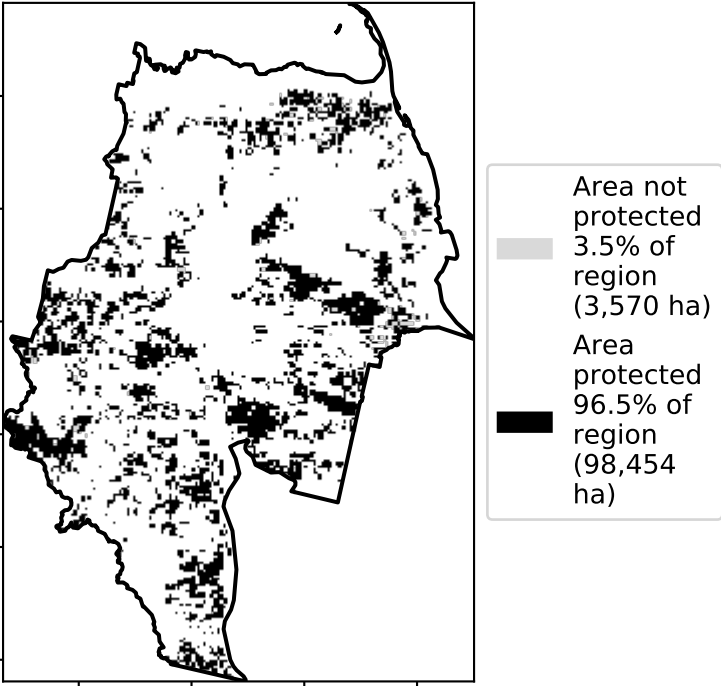 Area not
protected
3.5% of
region
(3,570 ha)
Area
protected
96.5% of
region
(98,454
ha)